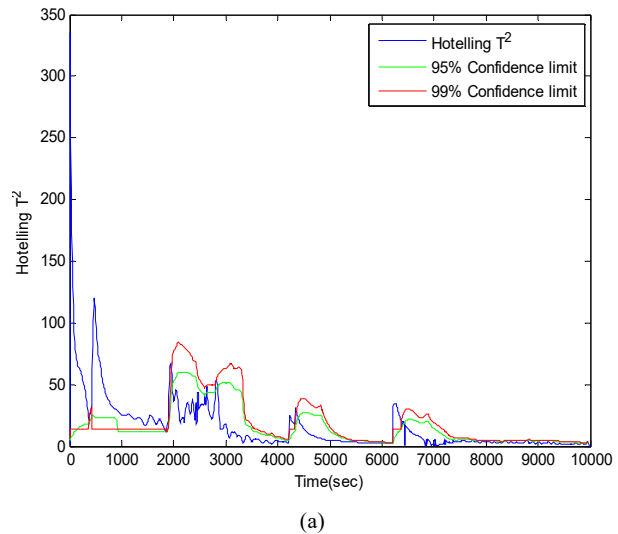 350
300
250
200
150
100
50
0
Hotelling T²
Hotelling T²
95% Confidence limit
99% Confidence limit
0 1000 2000 3000 4000 5000 6000 7000 8000 9000 10000
Time(sec)
(a)